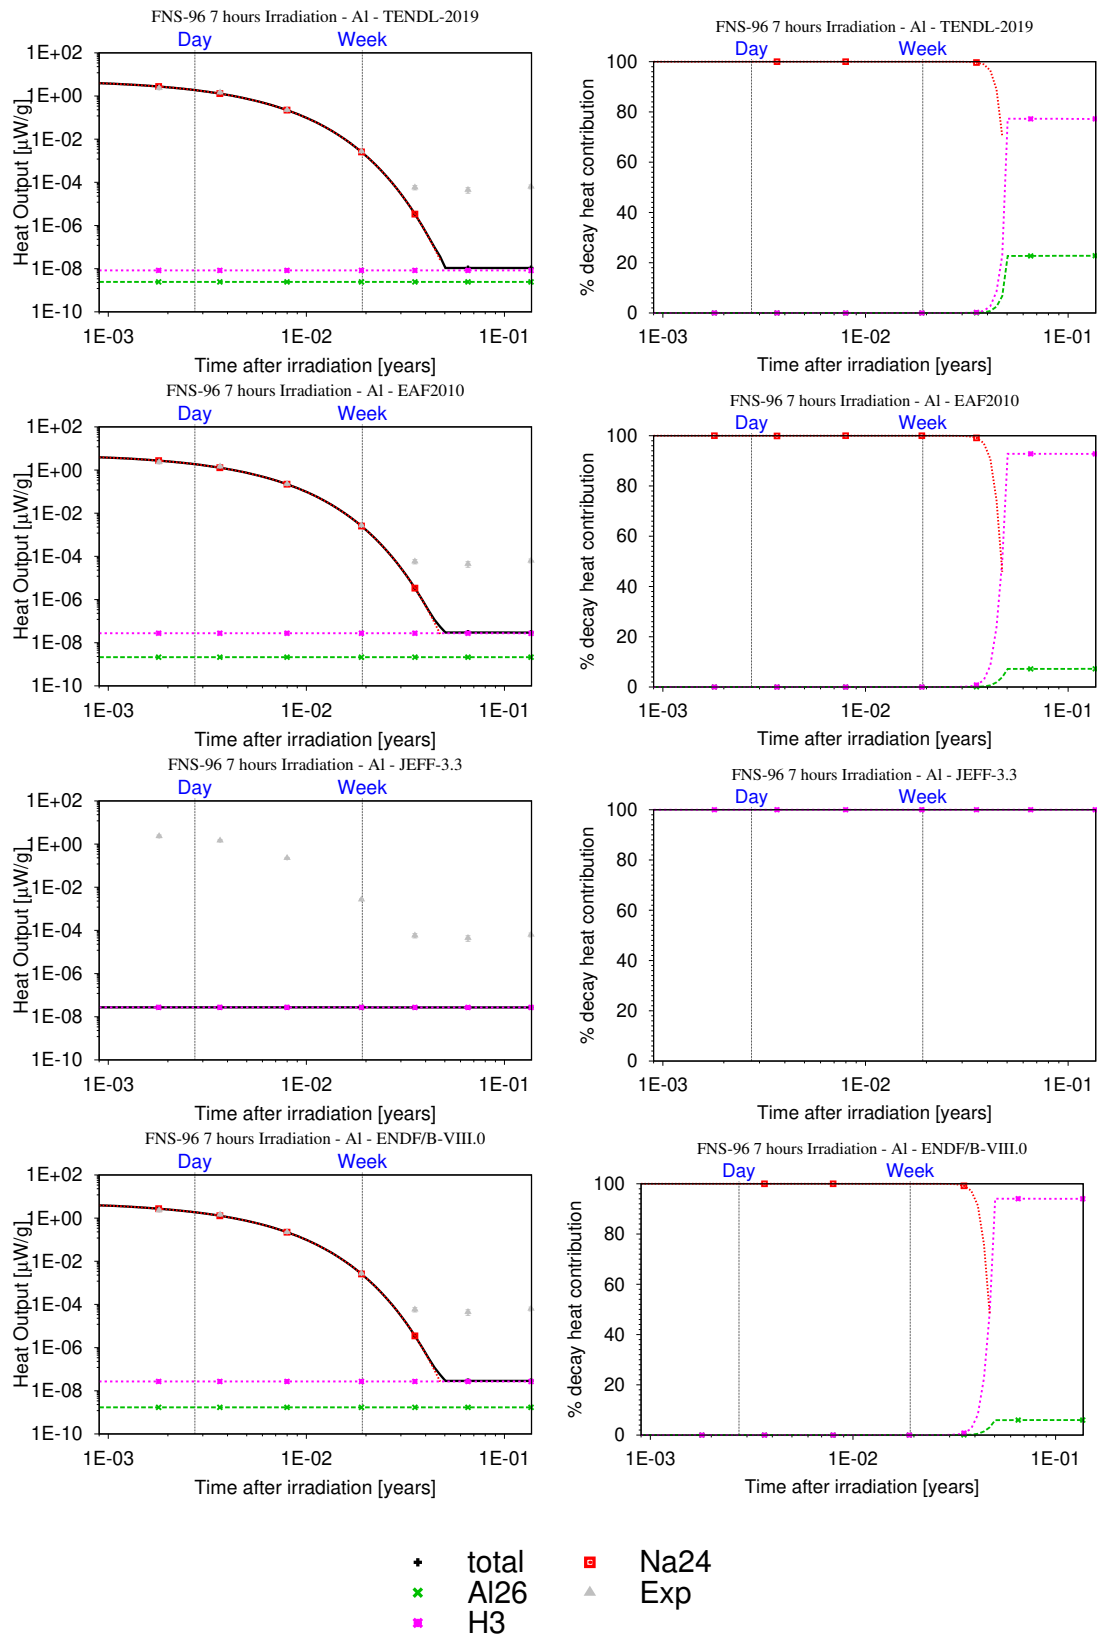 FNS-96 7 hours Irradiation - Al - TENDL-2019
Day Week
Heat Output [μW/g]
1E+02
1E+00
1E-02
1E-04
1E-06
1E-08
1E-10
1E-03 1E-02 1E-01
Time after irradiation [years]
FNS-96 7 hours Irradiation - Al - TENDL-2019
Day Week
% decay heat contribution
100
80
60
40
20
0
1E-03 1E-02 1E-01
Time after irradiation [years]
FNS-96 7 hours Irradiation - Al - EAF2010
Day Week
Heat Output [μW/g]
1E+02
1E+00
1E-02
1E-04
1E-06
1E-08
1E-10
1E-03 1E-02 1E-01
Time after irradiation [years]
FNS-96 7 hours Irradiation - Al - EAF2010
Day Week
% decay heat contribution
100
80
60
40
20
0
1E-03 1E-02 1E-01
Time after irradiation [years]
FNS-96 7 hours Irradiation - Al - JEFF-3.3
Day Week
Heat Output [μW/g]
1E+02
1E+00
1E-02
1E-04
1E-06
1E-08
1E-10
1E-03 1E-02 1E-01
Time after irradiation [years]
FNS-96 7 hours Irradiation - Al - JEFF-3.3
Day Week
% decay heat contribution
100
80
60
40
20
0
1E-03 1E-02 1E-01
Time after irradiation [years]
FNS-96 7 hours Irradiation - Al - ENDF/B-VIII.0
Day Week
Heat Output [μW/g]
1E+02
1E+00
1E-02
1E-04
1E-06
1E-08
1E-10
1E-03 1E-02 1E-01
Time after irradiation [years]
FNS-96 7 hours Irradiation - Al - ENDF/B-VIII.0
Day Week
% decay heat contribution
100
80
60
40
20
0
1E-03 1E-02 1E-01
Time after irradiation [years]
total Na24
Al26 Exp
H3